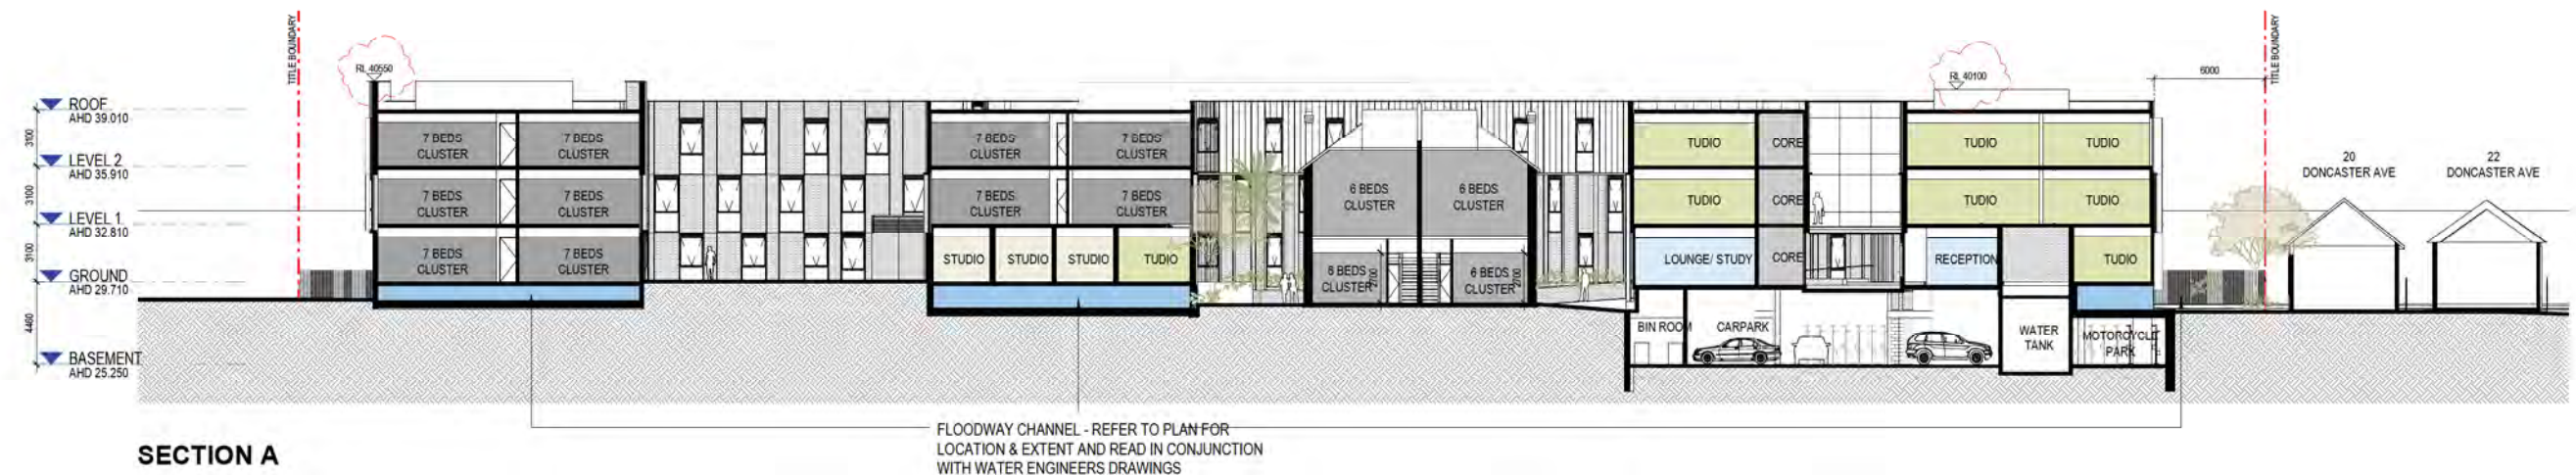 TITLE BOUNDARY
RL 40550
RL 40100
6000
TITLE BOUNDARY
ROOF
AHD 39.010
3100
7 BEDS CLUSTER
7 BEDS CLUSTER
7 BEDS CLUSTER
7 BEDS CLUSTER
TUDIO
CORE
TUDIO
TUDIO
LEVEL 2
AHD 35.910
20
DONCASTER AVE
22
DONCASTER AVE
3100
7 BEDS CLUSTER
7 BEDS CLUSTER
7 BEDS CLUSTER
7 BEDS CLUSTER
6 BEDS CLUSTER
6 BEDS CLUSTER
TUDIO
CORE
TUDIO
TUDIO
LEVEL 1
AHD 32.810
3100
7 BEDS CLUSTER
7 BEDS CLUSTER
STUDIO
STUDIO
STUDIO
TUDIO
6 BEDS CLUSTER
2700
6 BEDS CLUSTER
2700
LOUNGE/ STUDY
CORE
RECEPTION
TUDIO
GROUND
AHD 29.710
4460
BIN ROOM
CARPARK
WATER TANK
MOTORCYCLE PARK
BASEMENT
AHD 25.250
FLOODWAY CHANNEL - REFER TO PLAN FOR
LOCATION & EXTENT AND READ IN CONJUNCTION
WITH WATER ENGINEERS DRAWINGS
SECTION A